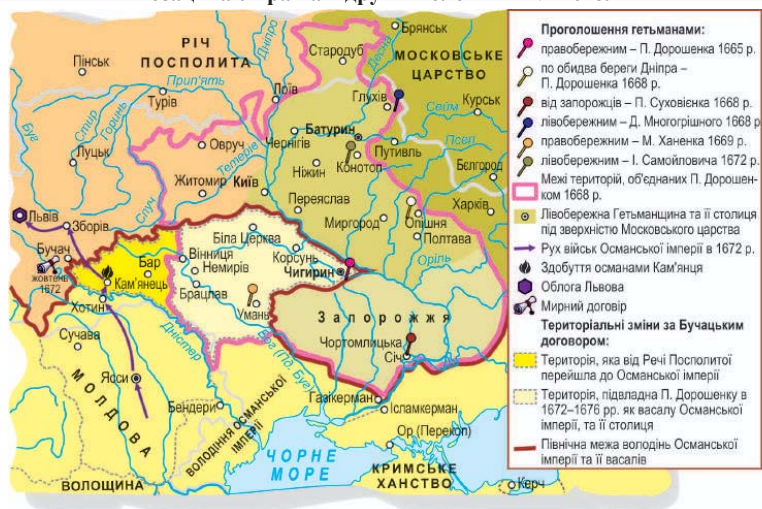 РІЧ
ПОСПОЛИТА
МОСКОВСЬКЕ
ЦАРСТВО
Пінськ
Прип'ять
Турів
Дніпро
Десна
Брянськ
Стародуб
Лоїв
Глухів
Сейм
Курськ
Буг
Стир
Горинь
Луцьк
Овруч
Тетерів
Чернігів
Батурин
Конотоп
Путивль
Псел
Бєлгород
Случ
Житомир
Київ
Ніжин
Львів
Зборів
Переяслав
Миргород
Опішня
Полтава
Харків
Бучач
жовтень
1672
Бар
Кам'янець
Вінниця
Немирів
Біла Церква
Корсунь
Чигирин
Оріль
Брацлав
Умань
Хотин
Запорожжя
Чортомлицька
Січ
Сучава
Дністер
Бог (Пд. Буг)
МОЛДОВА
Ясси
Бендери
ВОЛОДІННЯ ОСМАНСЬКОЇ
ІМПЕРІЇ
Газікерман
Ісламкерман
Ор (Перекоп)
ЧОРНЕ
МОРЕ
КРИМСЬКЕ
ХАНСТВО
Керч
ВОЛОЩИНА
Проголошення гетьманами:
правобережним – П. Дорошенка 1665 р.
по обидва береги Дніпра –
П. Дорошенка 1668 р.
від запорожців – П. Суховієнка 1668 р.
лівобережним – Д. Многогрішного 1668 р.
правобережним – М. Ханенка 1669 р.
лівобережним – І. Самойловича 1672 р.
Межі територій, об'єднаних П. Дорошен-
ком 1668 р.
Лівобережна Гетьманщина та її столиця
під зверхністю Московського царства
Рух військ Османської імперії в 1672 р.
Здобуття османами Кам'янця
Облога Львова
Мирний договір
Територіальні зміни за Бучацьким
договором:
Територія, яка від Речі Посполитої
перейшла до Османської імперії
Територія, підвладна П. Дорошенку в
1672–1676 рр. як васалу Османської
імперії, та її столиця
Північна межа володінь Османської
імперії та її васалів